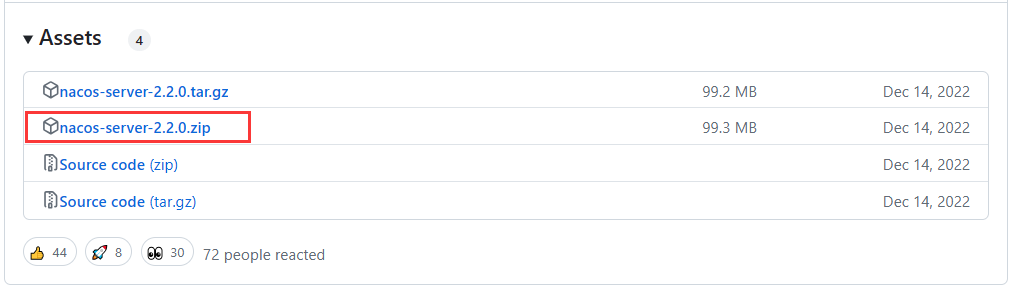 Assets 4
nacos-server-2.2.0.tar.gz 99.2 MB Dec 14, 2022
nacos-server-2.2.0.zip 99.3 MB Dec 14, 2022
Source code (zip) Dec 14, 2022
Source code (tar.gz) Dec 14, 2022
44 8 30 72 people reacted